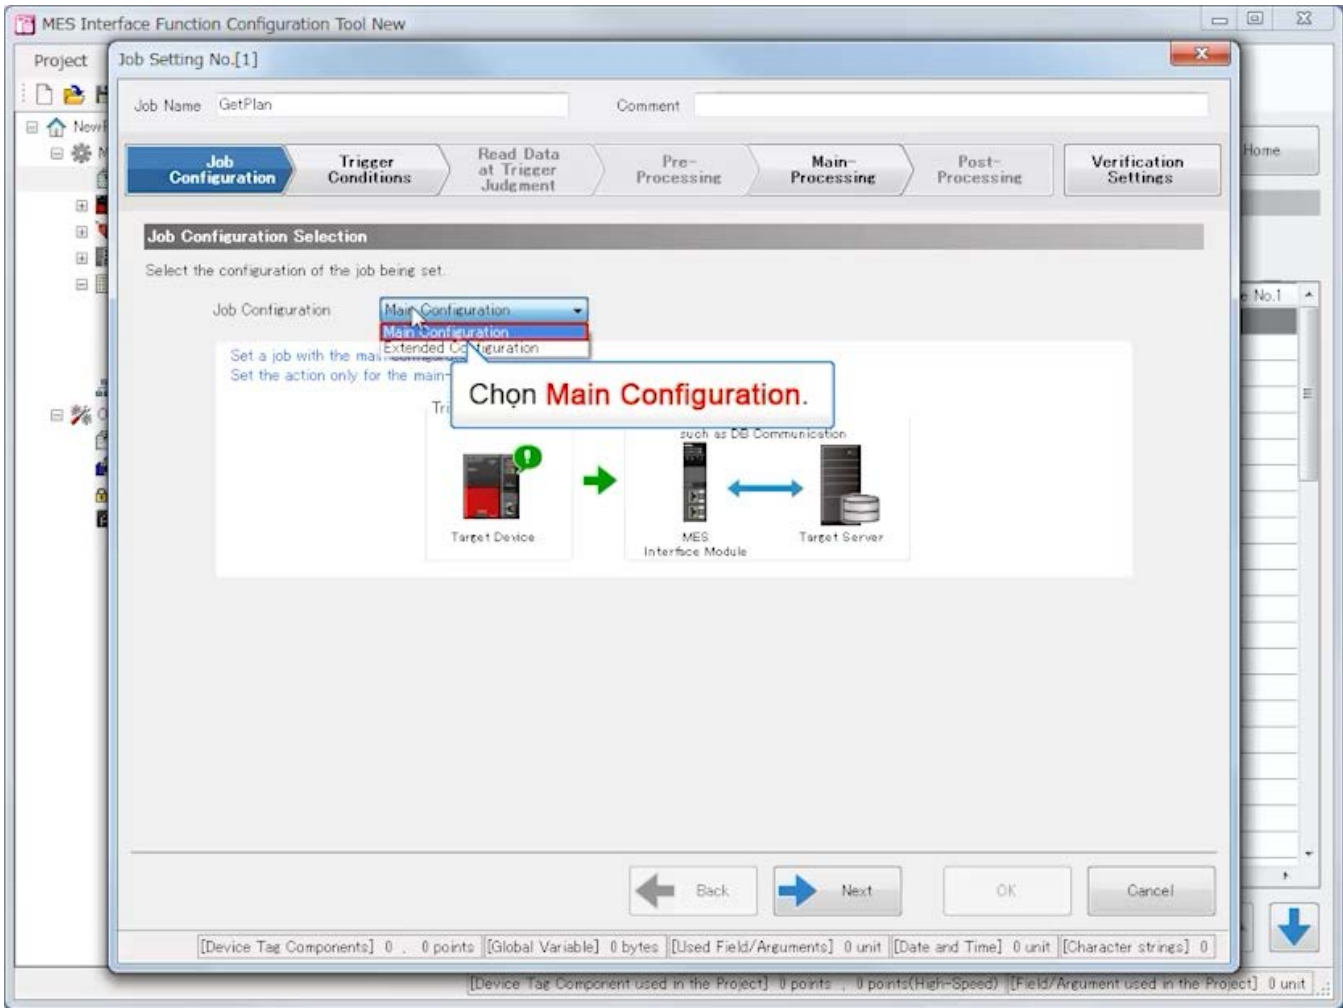 MES Interface Function Configuration Tool New
Project
Job Setting No.[1]
Job Name GetPlan Comment
Home
Job Configuration
Trigger Conditions
Read Data at Trigger Judgment
Pre-Processing
Main-Processing
Post-Processing
Verification Settings
Job Configuration Selection
Select the configuration of the job being set.
Job Configuration Main Configuration
Main Configuration
Extended Configuration
Set a job with the
Set the action only for the main-
Chọn Main Configuration.
such as DB Communication
Target Device
MES Interface Module
Target Server
No.1
Back
Next
OK
Cancel
[Device Tag Components] 0 , 0 points [Global Variable] 0 bytes [Used Field/Arguments] 0 unit [Date and Time] 0 unit [Character strings] 0
[Device Tag Component used in the Project] 0 points , 0 points(High-Speed) [Field/Argument used in the Project] 0 unit